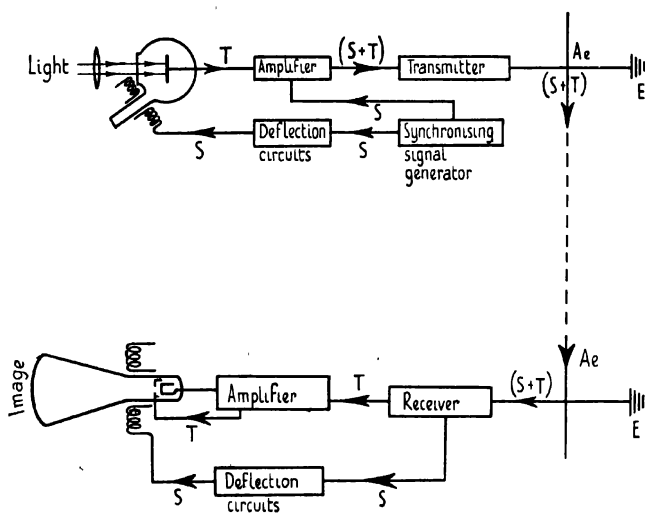 Light
T
Amplifier
(S+T)
Transmitter
Ae
(S+T)
E
S
S
Deflection
circuits
S
Synchronising
signal
generator
Ae
Image
T
Amplifier
T
Receiver
(S+T)
E
S
Deflection
circuits
S